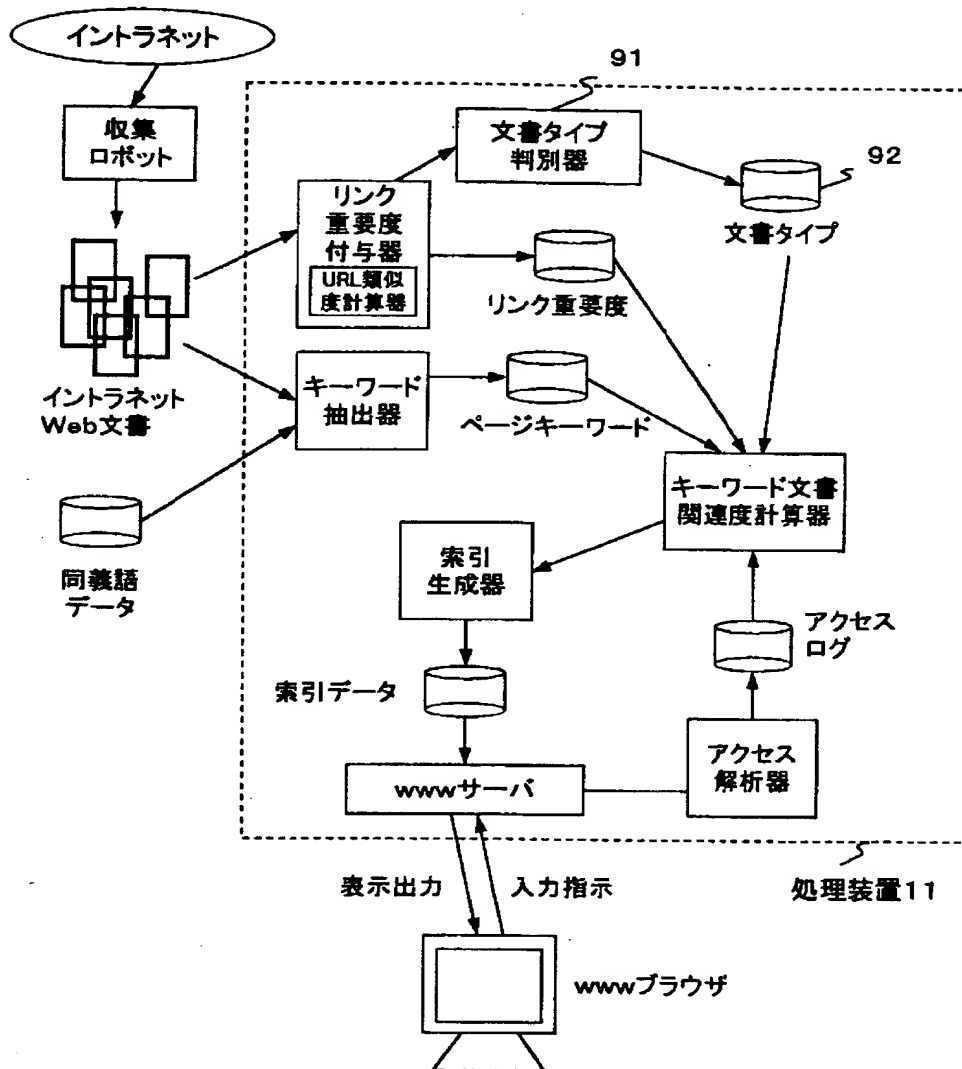 イントラネット
91
収集
ロボット
文書タイプ
判別器
92
リンク
重要度
付与器
URL類似
度計算器
文書タイプ
リンク重要度
イントラネット
Web文書
キーワード
抽出器
ページキーワード
キーワード文書
関連度計算器
同義語
データ
索引
生成器
アクセス
ログ
索引データ
アクセス
解析器
wwwサーバ
表示出力
入力指示
処理装置11
wwwブラウザ